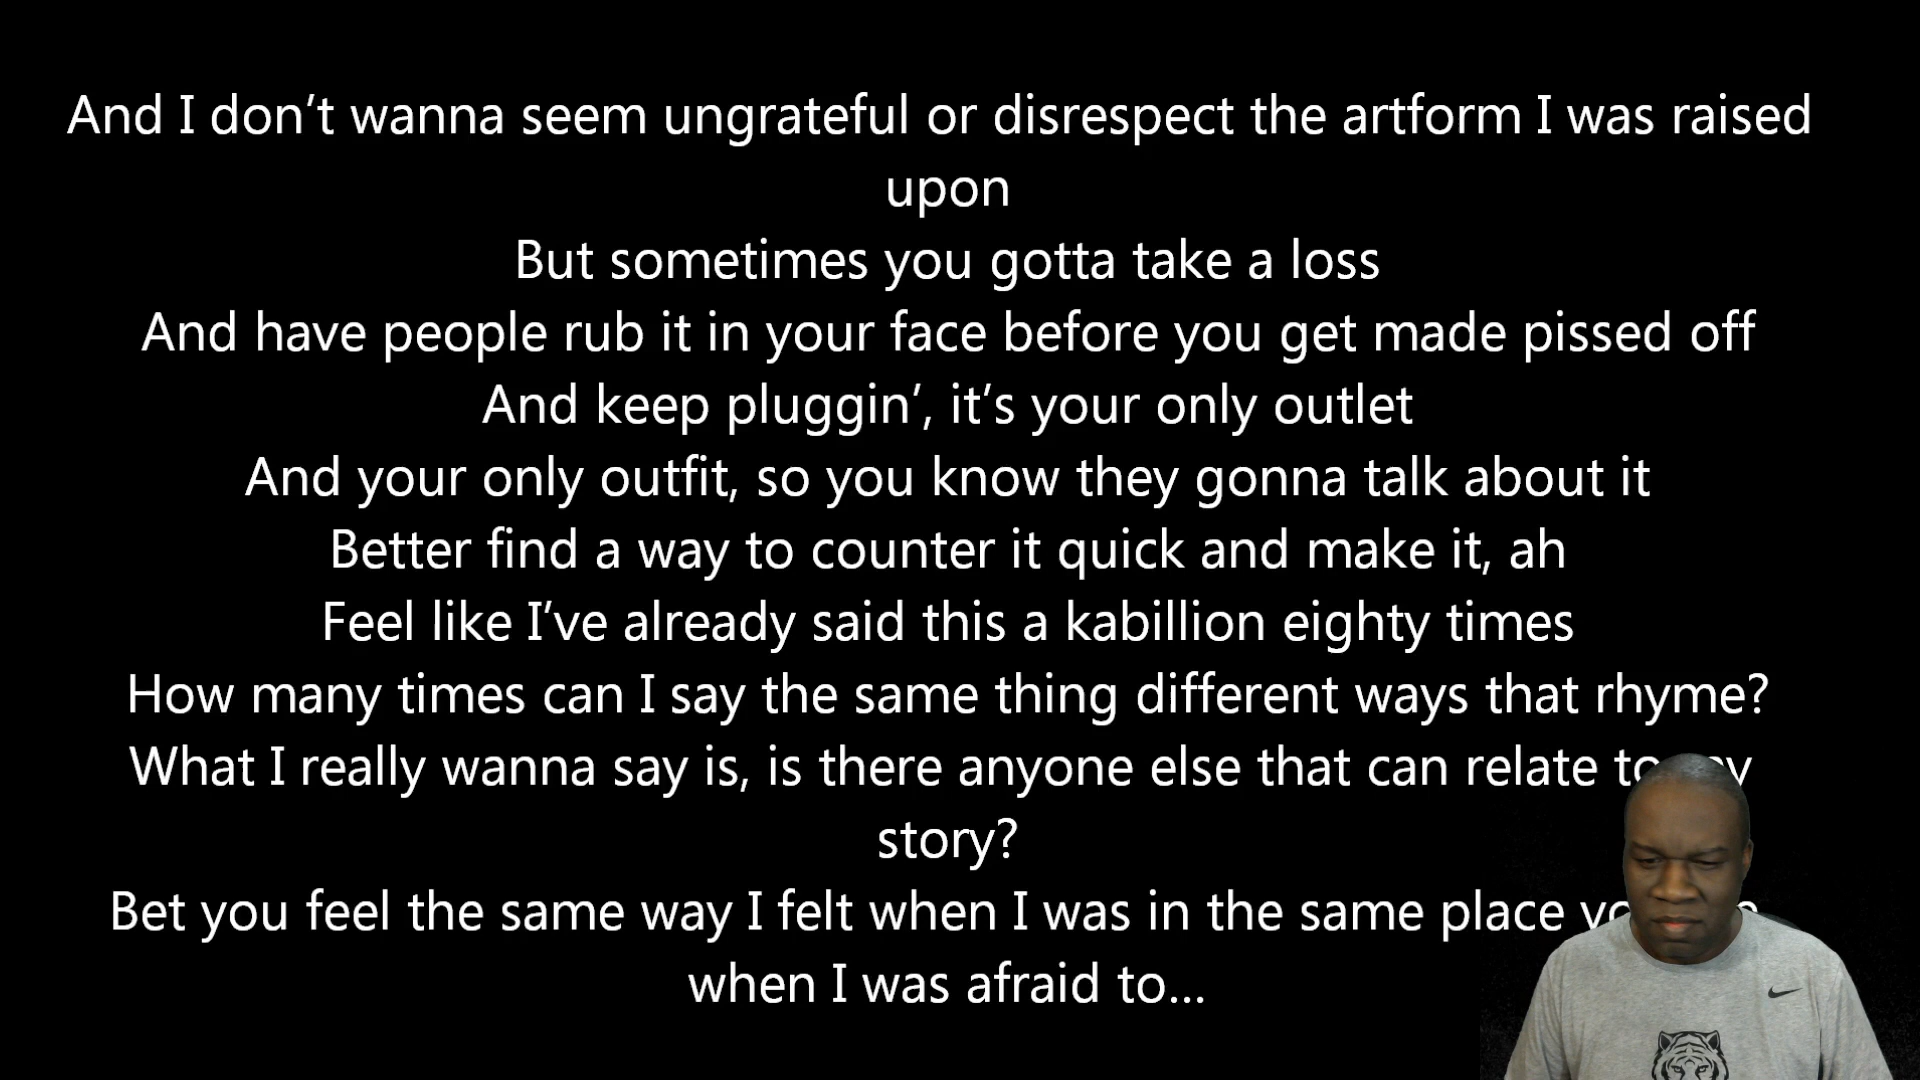 And I don’t wanna seem ungrateful or disrespect the artform I was raised
upon
But sometimes you gotta take a loss
And have people rub it in your face before you get made pissed off
And keep pluggin’, it’s your only outlet
And your only outfit, so you know they gonna talk about it
Better find a way to counter it quick and make it, ah
Feel like I’ve already said this a kabillion eighty times
How many times can I say the same thing different ways that rhyme?
What I really wanna say is, is there anyone else that can relate to
story?
Bet you feel the same way I felt when I was in the same place
when I was afraid to...